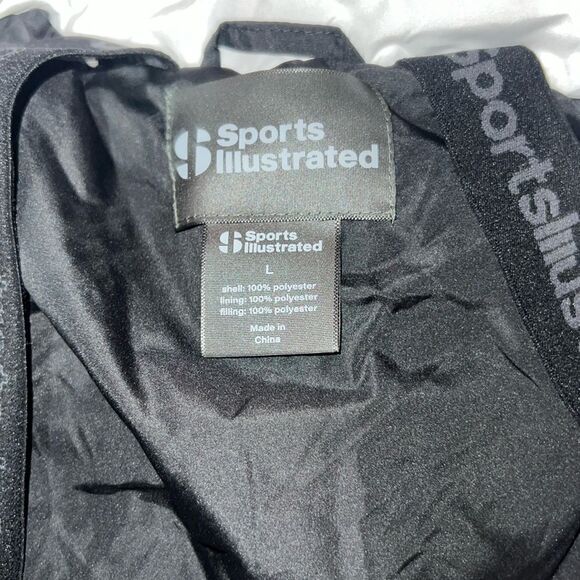 Sports
Illustrated
Sports
Illustrated
L
shell: 100% polyester
lining: 100% polyester
filling: 100% polyester
Made in
China
SportsIllus